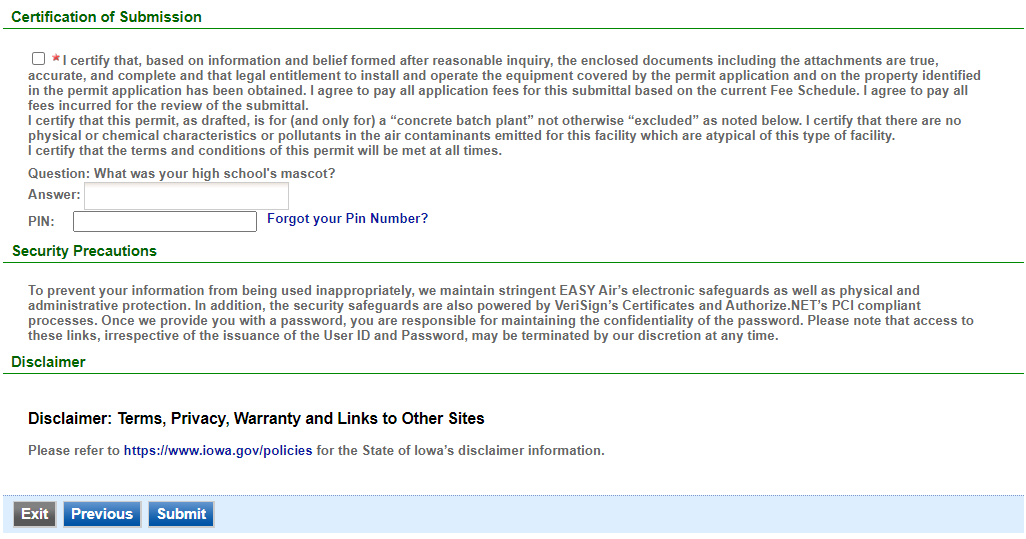 Certification of Submission
* I certify that, based on information and belief formed after reasonable inquiry, the enclosed documents including the attachments are true,
accurate, and complete and that legal entitlement to install and operate the equipment covered by the permit application and on the property identified
in the permit application has been obtained. I agree to pay all application fees for this submittal based on the current Fee Schedule. I agree to pay all
fees incurred for the review of the submittal.
I certify that this permit, as drafted, is for (and only for) a “concrete batch plant” not otherwise “excluded” as noted below. I certify that there are no
physical or chemical characteristics or pollutants in the air contaminants emitted for this facility which are atypical of this type of facility.
I certify that the terms and conditions of this permit will be met at all times.
Question: What was your high school's mascot?
Answer:
PIN: Forgot your Pin Number?
Security Precautions
To prevent your information from being used inappropriately, we maintain stringent EASY Air’s electronic safeguards as well as physical and
administrative protection. In addition, the security safeguards are also powered by VeriSign’s Certificates and Authorize.NET’s PCI compliant
processes. Once we provide you with a password, you are responsible for maintaining the confidentiality of the password. Please note that access to
these links, irrespective of the issuance of the User ID and Password, may be terminated by our discretion at any time.
Disclaimer
Disclaimer: Terms, Privacy, Warranty and Links to Other Sites
Please refer to https://www.iowa.gov/policies for the State of Iowa’s disclaimer information.
Exit Previous Submit